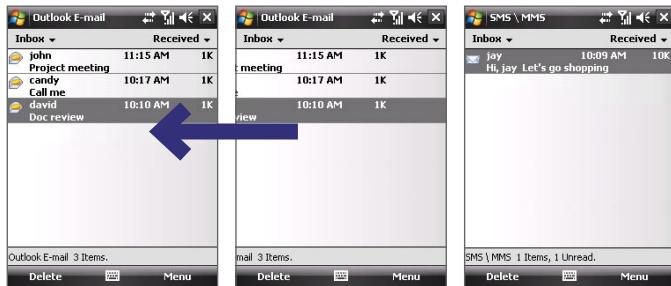 Outlook E-mail
Inbox Received
john 11:15 AM 1K
Project meeting
candy 10:17 AM 1K
Call me
david 10:10 AM 1K
Doc review
Outlook E-mail 3 Items.
Delete Menu
Outlook E-mail
Inbox Received
11:15 AM 1K
t meeting
10:17 AM 1K
10:10 AM 1K
view
mail 3 Items.
Delete Menu
SMS \ MMS
Inbox Received
jay 10:09 AM 10K
Hi, jay Let's go shopping
SMS \ MMS 1 Items, 1 Unread.
Delete Menu